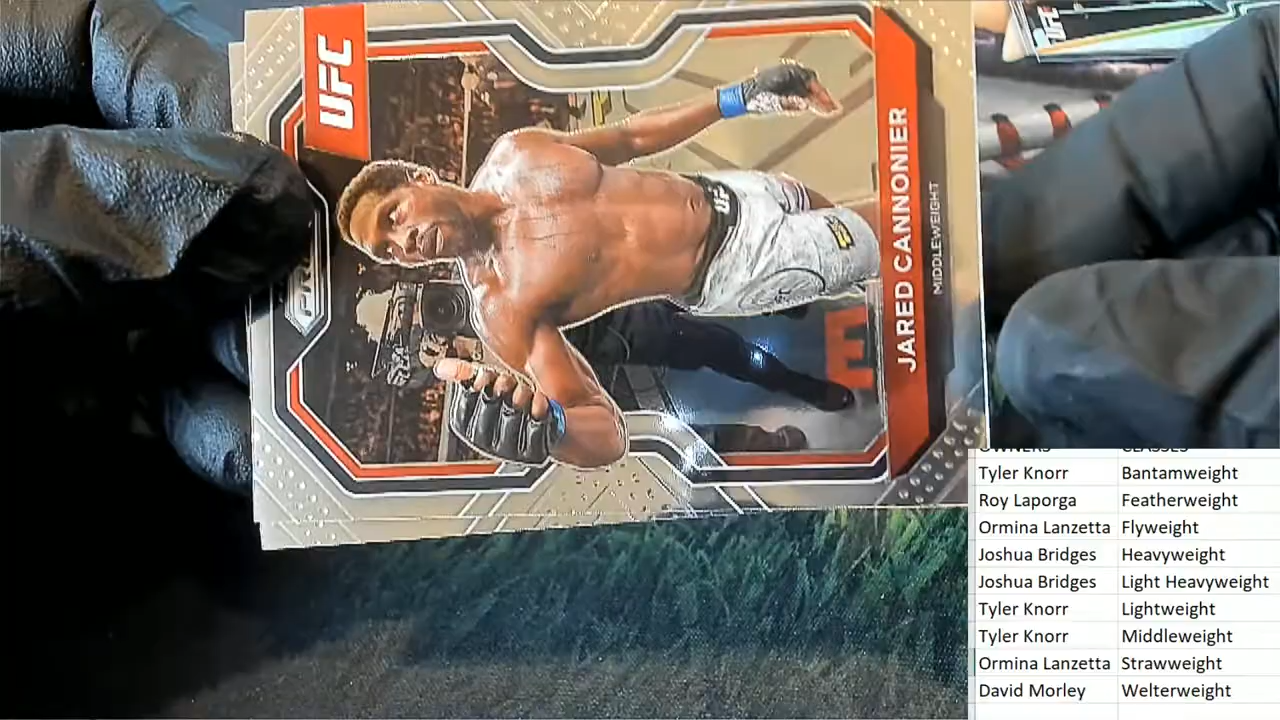 UFC
JARED CANNONIER
MIDDLEWEIGHT
UFC
OWNERS CLASSES
Tyler Knorr Bantamweight
Roy Laporga Featherweight
Ormina Lanzetta Flyweight
Joshua Bridges Heavyweight
Joshua Bridges Light Heavyweight
Tyler Knorr Lightweight
Tyler Knorr Middleweight
Ormina Lanzetta Strawweight
David Morley Welterweight